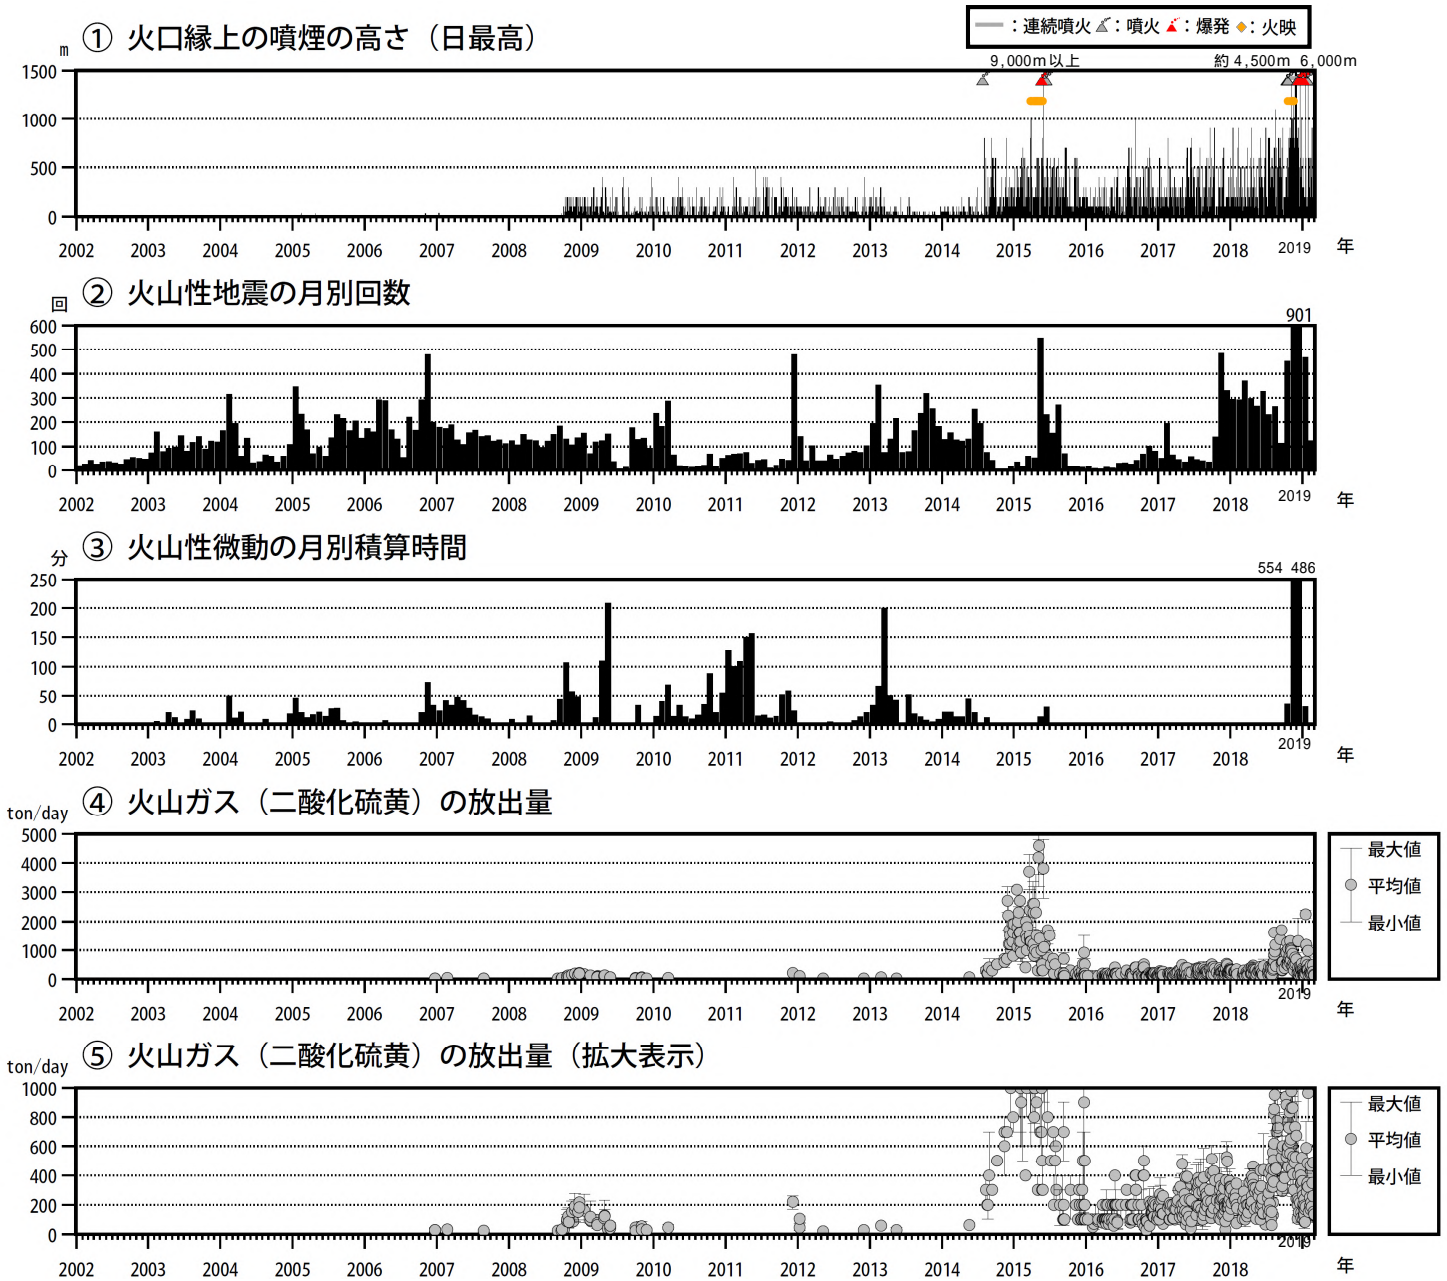 ：連続噴火 ：噴火 ：爆発 ：火映
① 火口縁上の噴煙の高さ（日最高）
m
9,000m以上 約 4,500m 6,000m
1500
1000
500
0
2002 2003 2004 2005 2006 2007 2008 2009 2010 2011 2012 2013 2014 2015 2016 2017 2018 2019 年
② 火山性地震の月別回数
回
901
600
500
400
300
200
100
0
2002 2003 2004 2005 2006 2007 2008 2009 2010 2011 2012 2013 2014 2015 2016 2017 2018 2019 年
③ 火山性微動の月別積算時間
分
554 486
250
200
150
100
50
0
2002 2003 2004 2005 2006 2007 2008 2009 2010 2011 2012 2013 2014 2015 2016 2017 2018 2019 年
④ 火山ガス（二酸化硫黄）の放出量
ton/day
5000
4000
3000
2000
1000
0
最大値
平均値
最小値
2002 2003 2004 2005 2006 2007 2008 2009 2010 2011 2012 2013 2014 2015 2016 2017 2018 2019 年
⑤ 火山ガス（二酸化硫黄）の放出量（拡大表示）
ton/day
1000
800
600
400
200
0
最大値
平均値
最小値
2002 2003 2004 2005 2006 2007 2008 2009 2010 2011 2012 2013 2014 2015 2016 2017 2018 2019 年